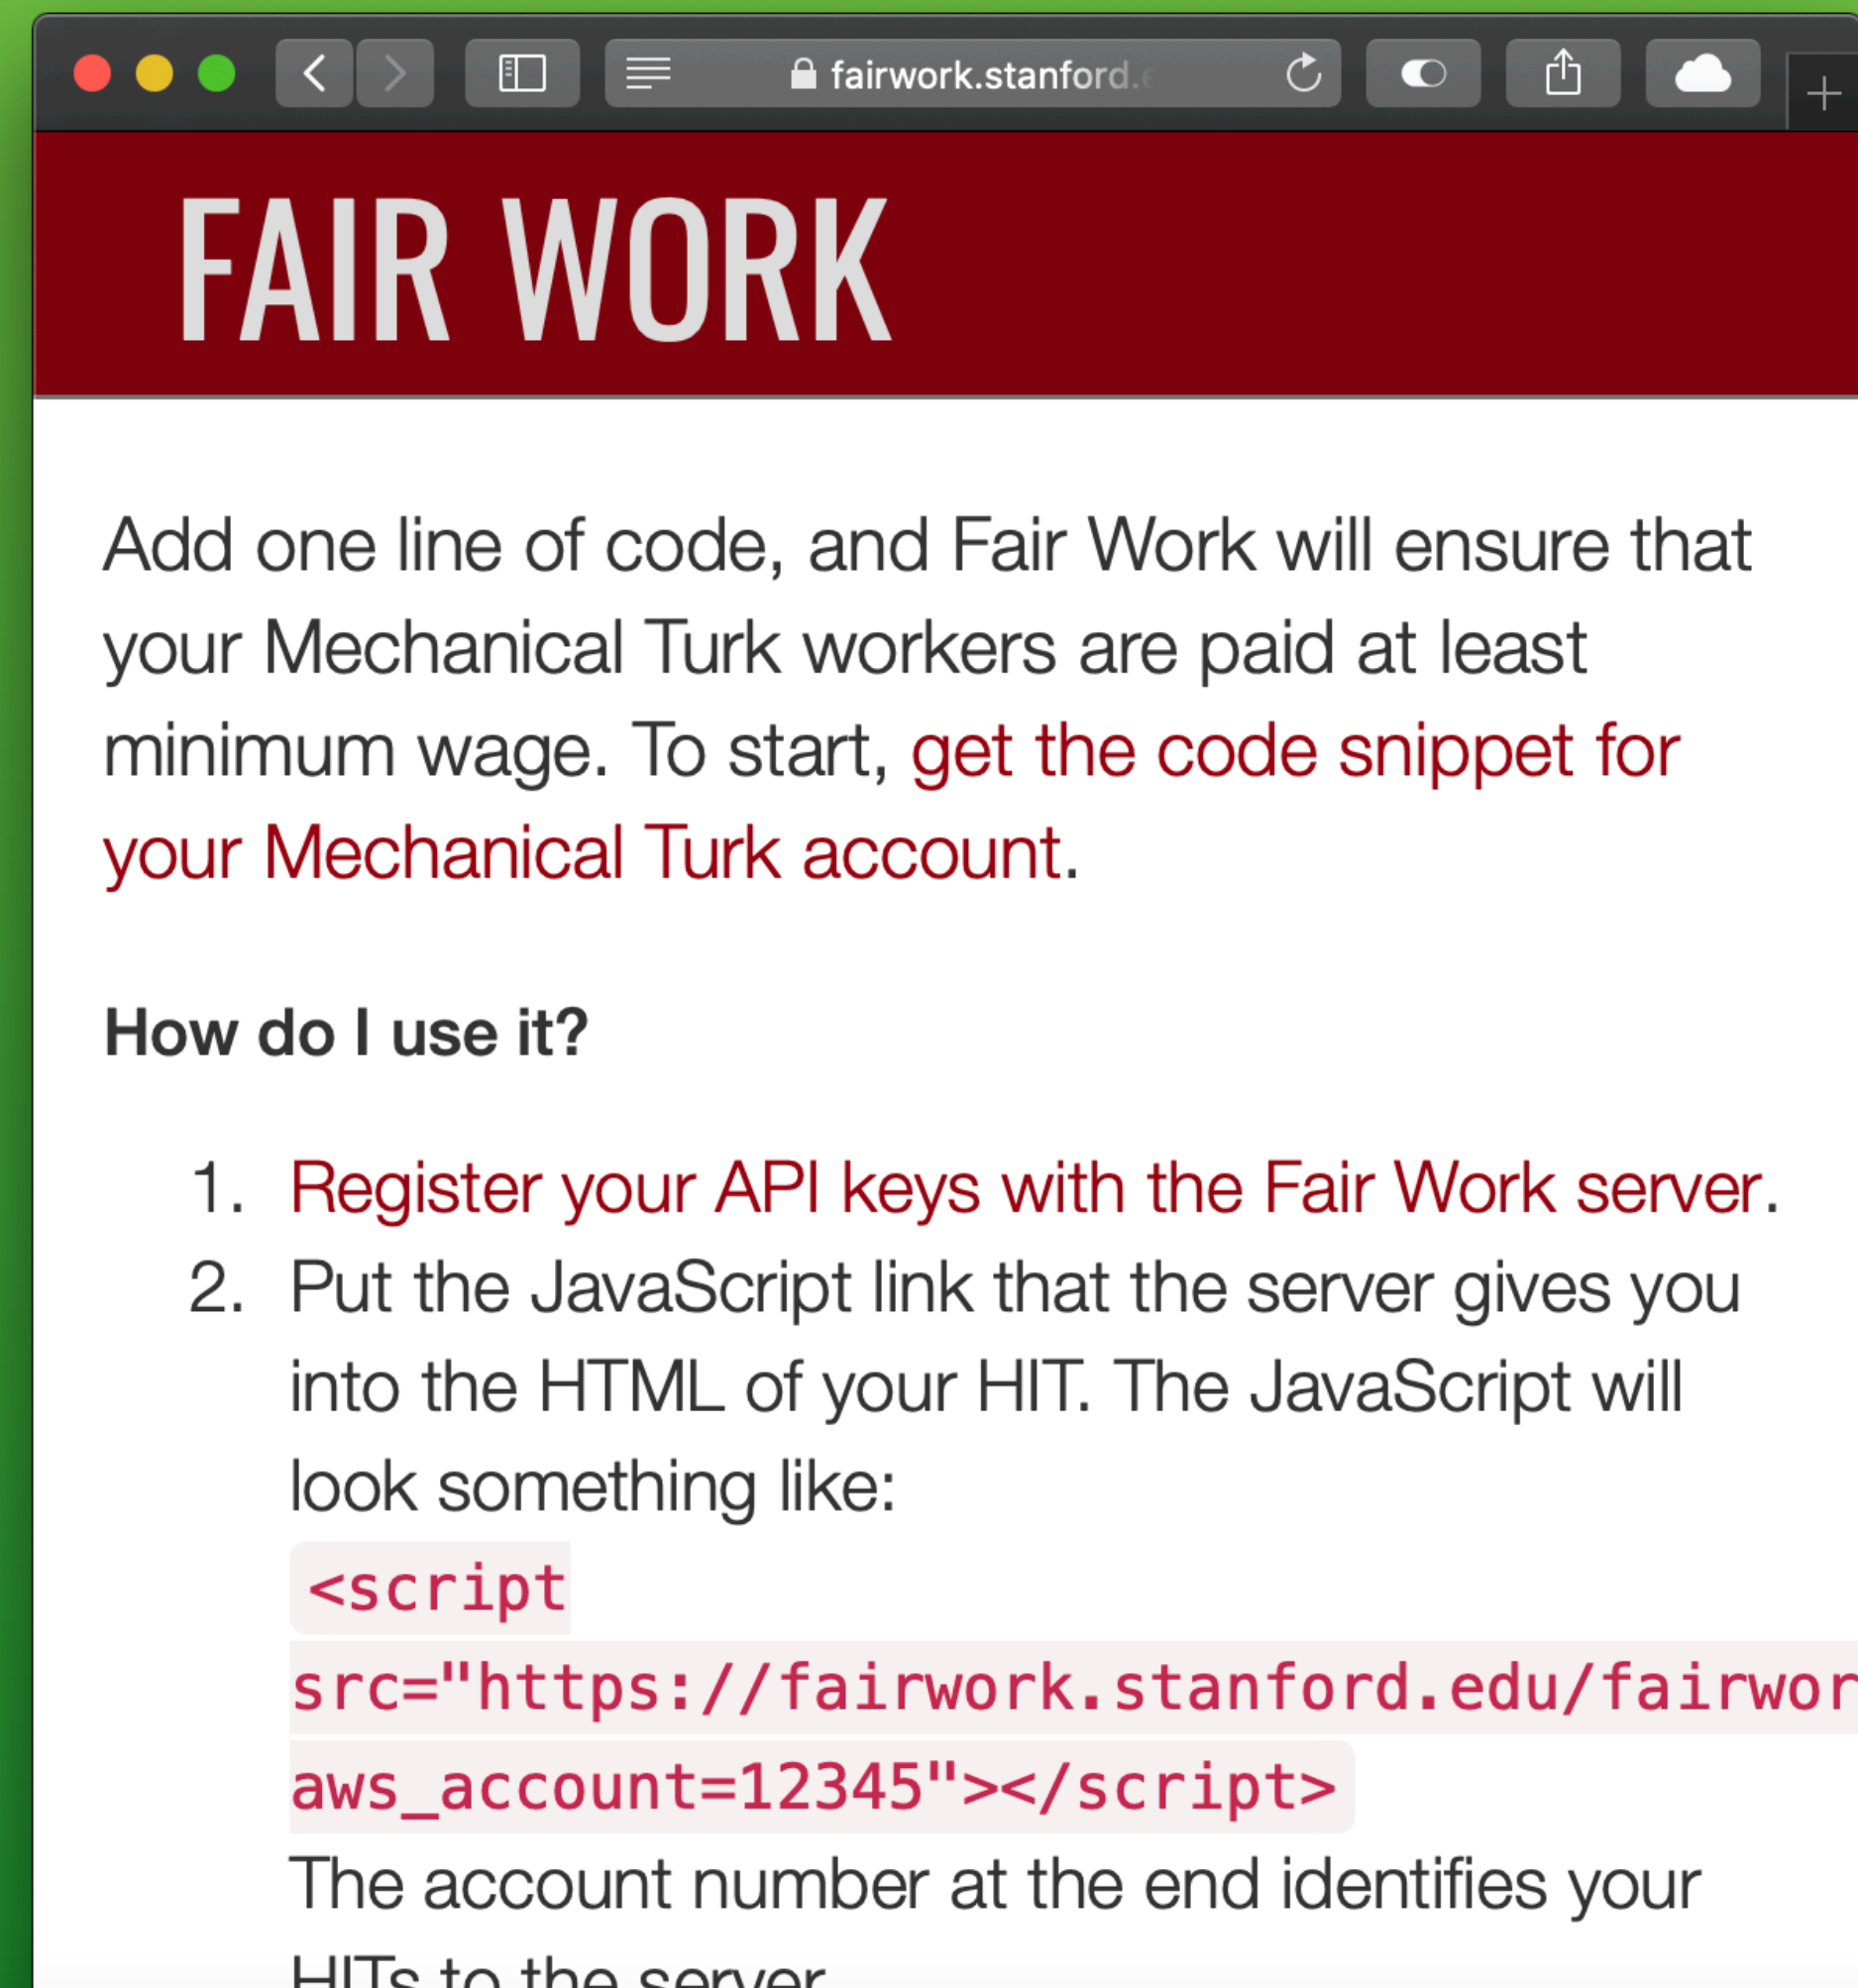 fairwork.stanford.
FAIR WORK
Add one line of code, and Fair Work will ensure that
your Mechanical Turk workers are paid at least
minimum wage. To start, get the code snippet for
your Mechanical Turk account.
How do I use it?
1. Register your API keys with the Fair Work server.
2. Put the JavaScript link that the server gives you
into the HTML of your HIT. The JavaScript will
look something like:
<script
src="https://fairwork.stanford.edu/fairwor
aws_account=12345"></script>
The account number at the end identifies your
HITs to the server